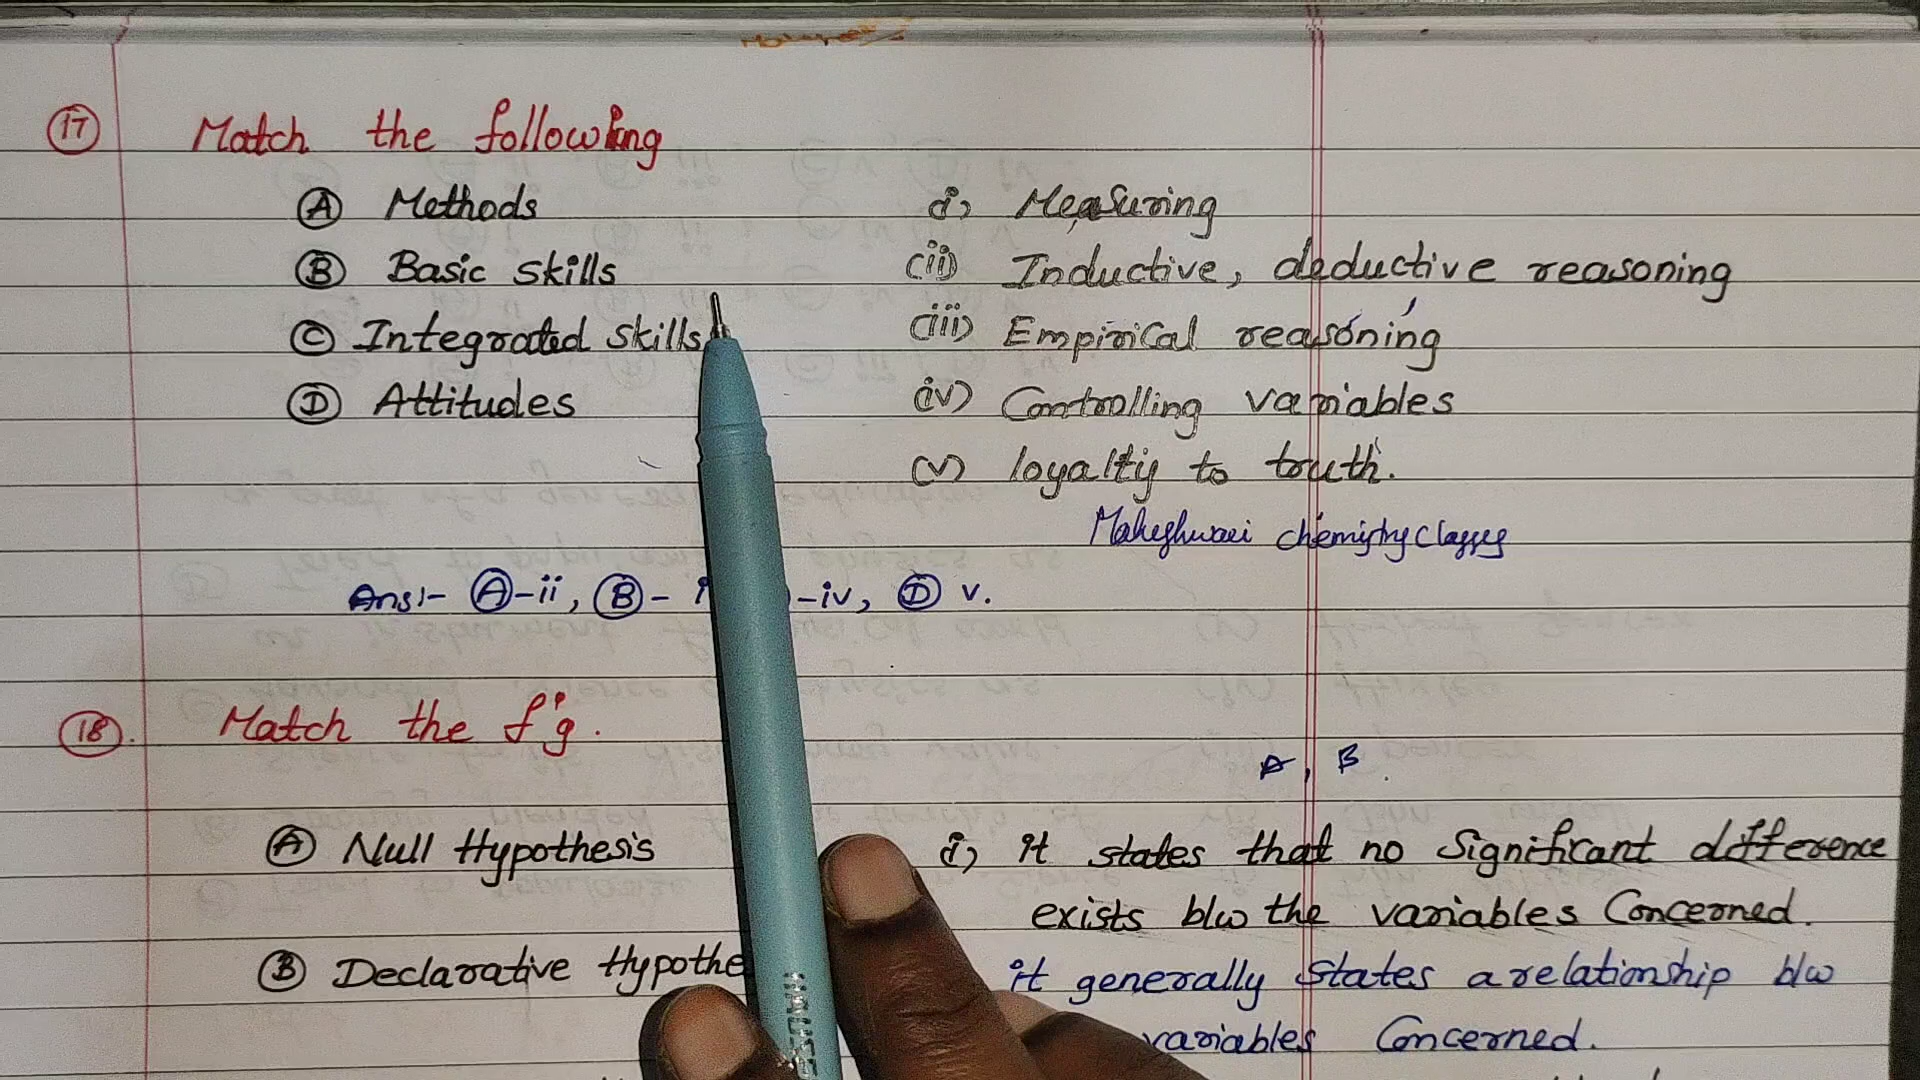 17 Match the following
A Methods i) Measuring
B Basic skills (ii) Inductive, deductive reasoning
C Integrated skills (iii) Empirical reasoning
D Attitudes (iv) Controlling variables
(v) loyalty to truth.
Maheshwari chemistry classes
Ans:- A-ii, B- i -iv, D v.
18. Match the f'g.
A, B
A Null Hypothesis i) it states that no significant difference
exists b/w the variables Concerned.
B Declarative Hypothe it generally states a relationship b/w
variables Concerned.